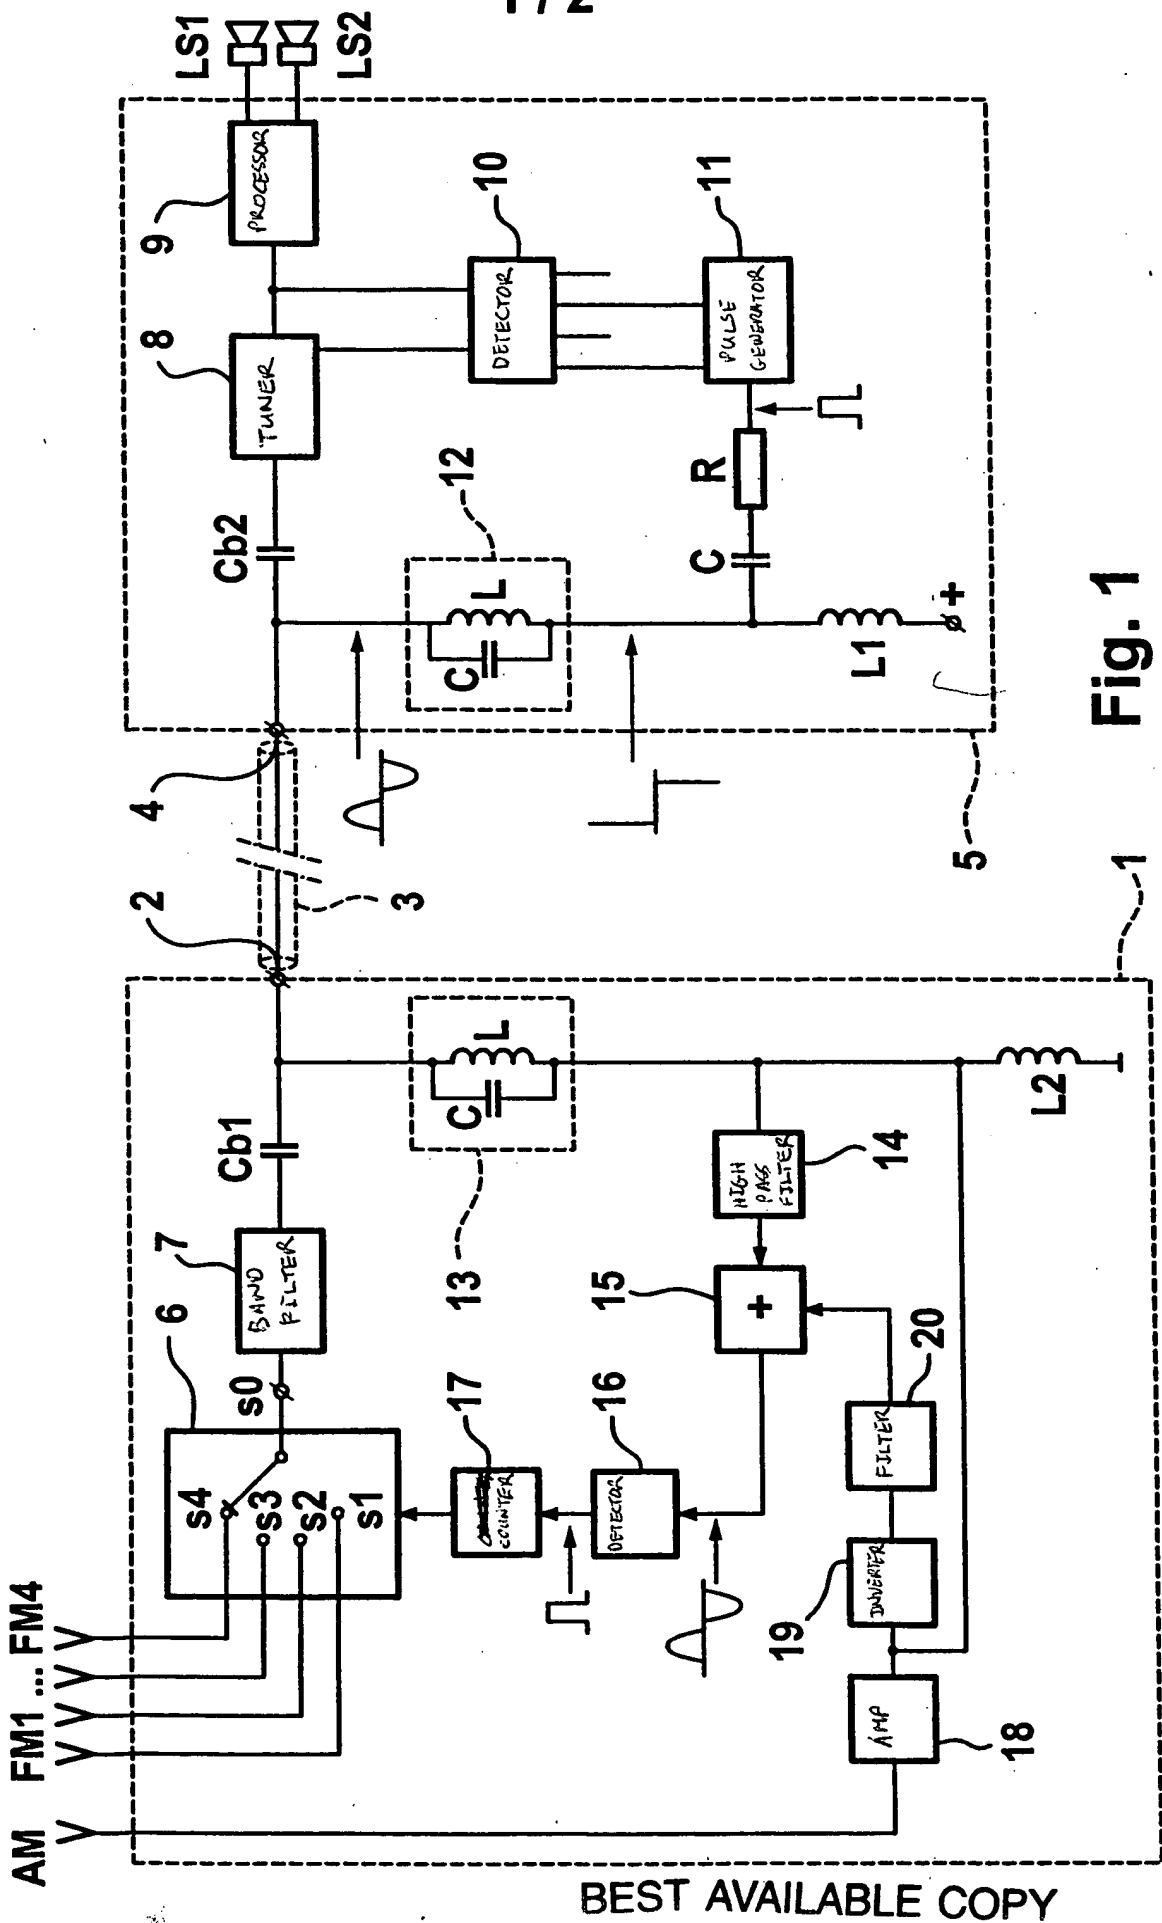 1 / 2
AM
FM1 ... FM4
LS1
LS2
6
s4
s3
s2
s1
s0
7
BAND FILTER
Cb1
2
3
4
Cb2
8
TUNER
9
PROCESSOR
10
DETECTOR
11
PULSE GENERATOR
12
C
L
R
C
L1
+
5
13
C
L
14
HIGH PASS FILTER
15
+
16
DETECTOR
17
COUNTER
18
AMP
19
INVERTER
20
FILTER
L2
1
Fig. 1
BEST AVAILABLE COPY